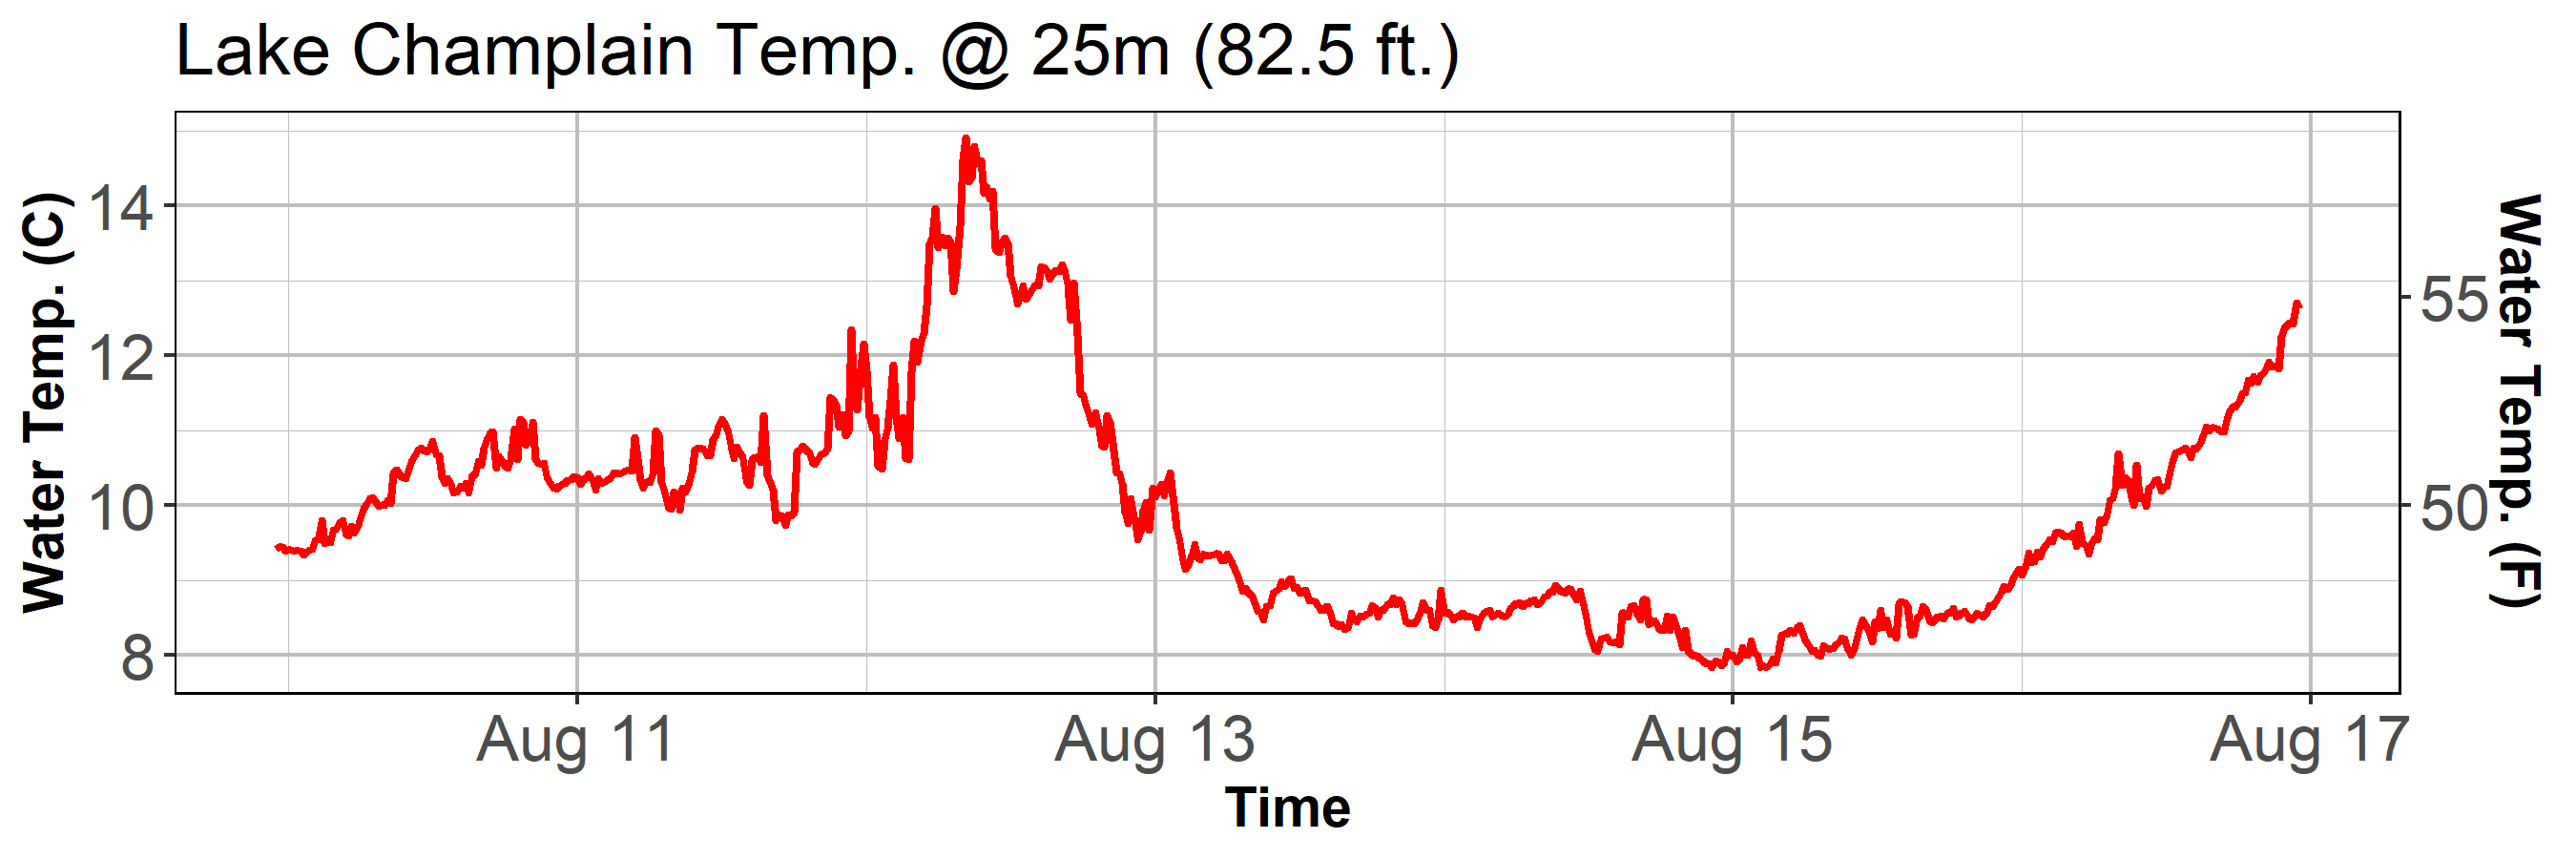 Lake Champlain Temp. @ 25m (82.5 ft.)
Water Temp. (C)
14
12
10
8
55
50
Water Temp. (F)
Aug 11 Aug 13 Aug 15 Aug 17
Time